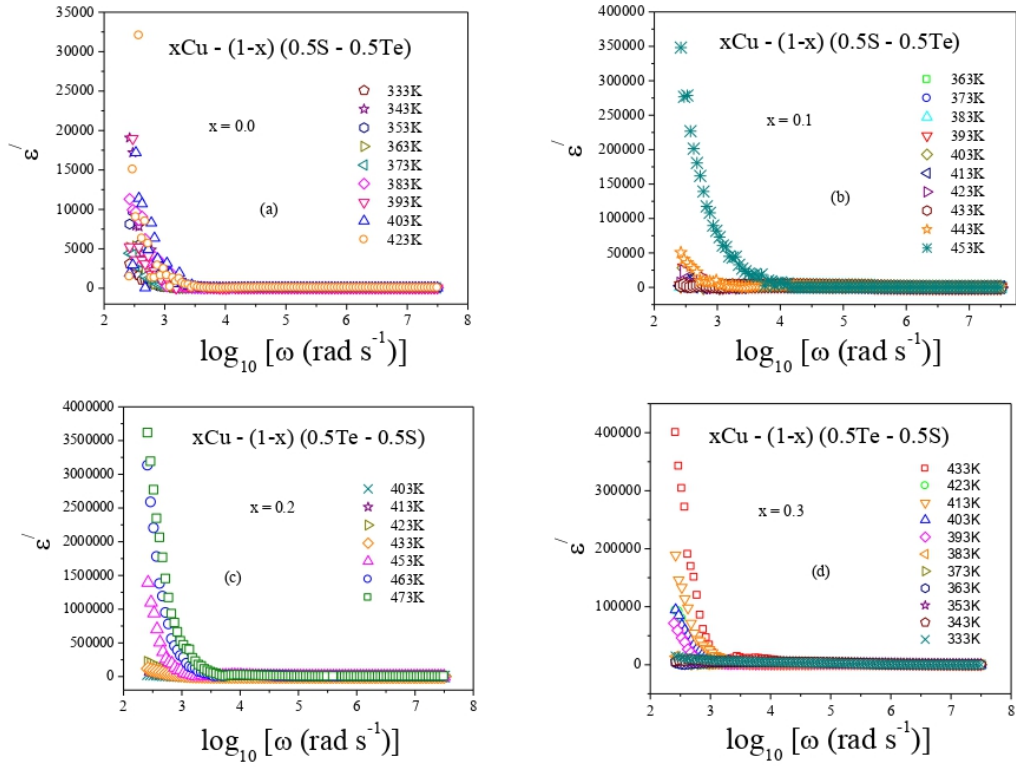 xCu - (1-x) (0.5S - 0.5Te)
x = 0.0
(a)
333K
343K
353K
363K
373K
383K
393K
403K
423K
35000
30000
25000
20000
15000
10000
5000
0
ε/
2 3 4 5 6 7 8
log10 [ω (rad s-1)]
xCu - (1-x) (0.5S - 0.5Te)
x = 0.1
(b)
363K
373K
383K
393K
403K
413K
423K
433K
443K
453K
400000
350000
300000
250000
200000
150000
100000
50000
0
ε/
2 3 4 5 6 7
log10 [ω (rad s-1)]
xCu - (1-x) (0.5Te - 0.5S)
x = 0.2
(c)
403K
413K
423K
433K
453K
463K
473K
4000000
3500000
3000000
2500000
2000000
1500000
1000000
500000
0
ε/
2 3 4 5 6 7 8
log10 [ω (rad s-1)]
xCu - (1-x) (0.5Te - 0.5S)
x = 0.3
(d)
433K
423K
413K
403K
393K
383K
373K
363K
353K
343K
333K
400000
300000
200000
100000
0
ε/
2 3 4 5 6 7 8
log10 [ω (rad s-1)]